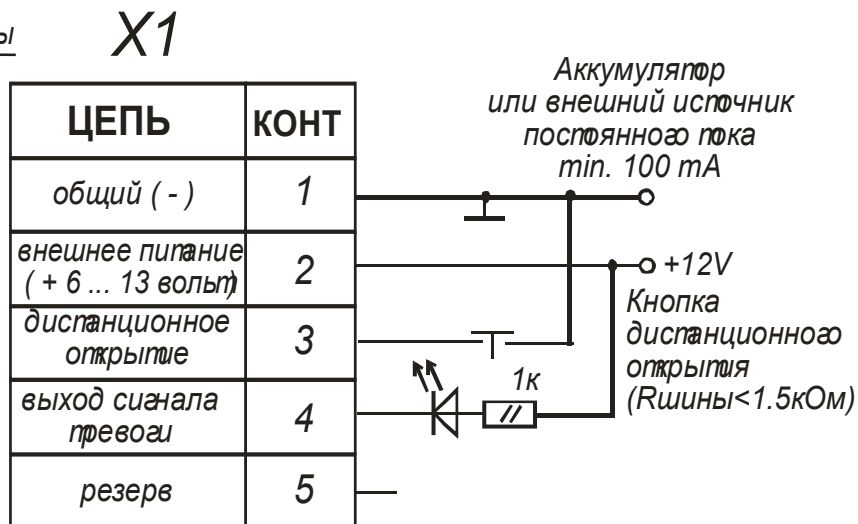 ы
X1
ЦЕПЬ
КОНТ
общий ( - )
1
внешнее питание
( + 6 ... 13 вольт)
2
дистанционное
открытие
3
выход сигнала
тревоги
4
резерв
5
Аккумулятор
или внешний источник
постоянного тока
min. 100 mA
+12V
Кнопка
дистанционного
открытия
(Rшины<1.5кОм)
1к